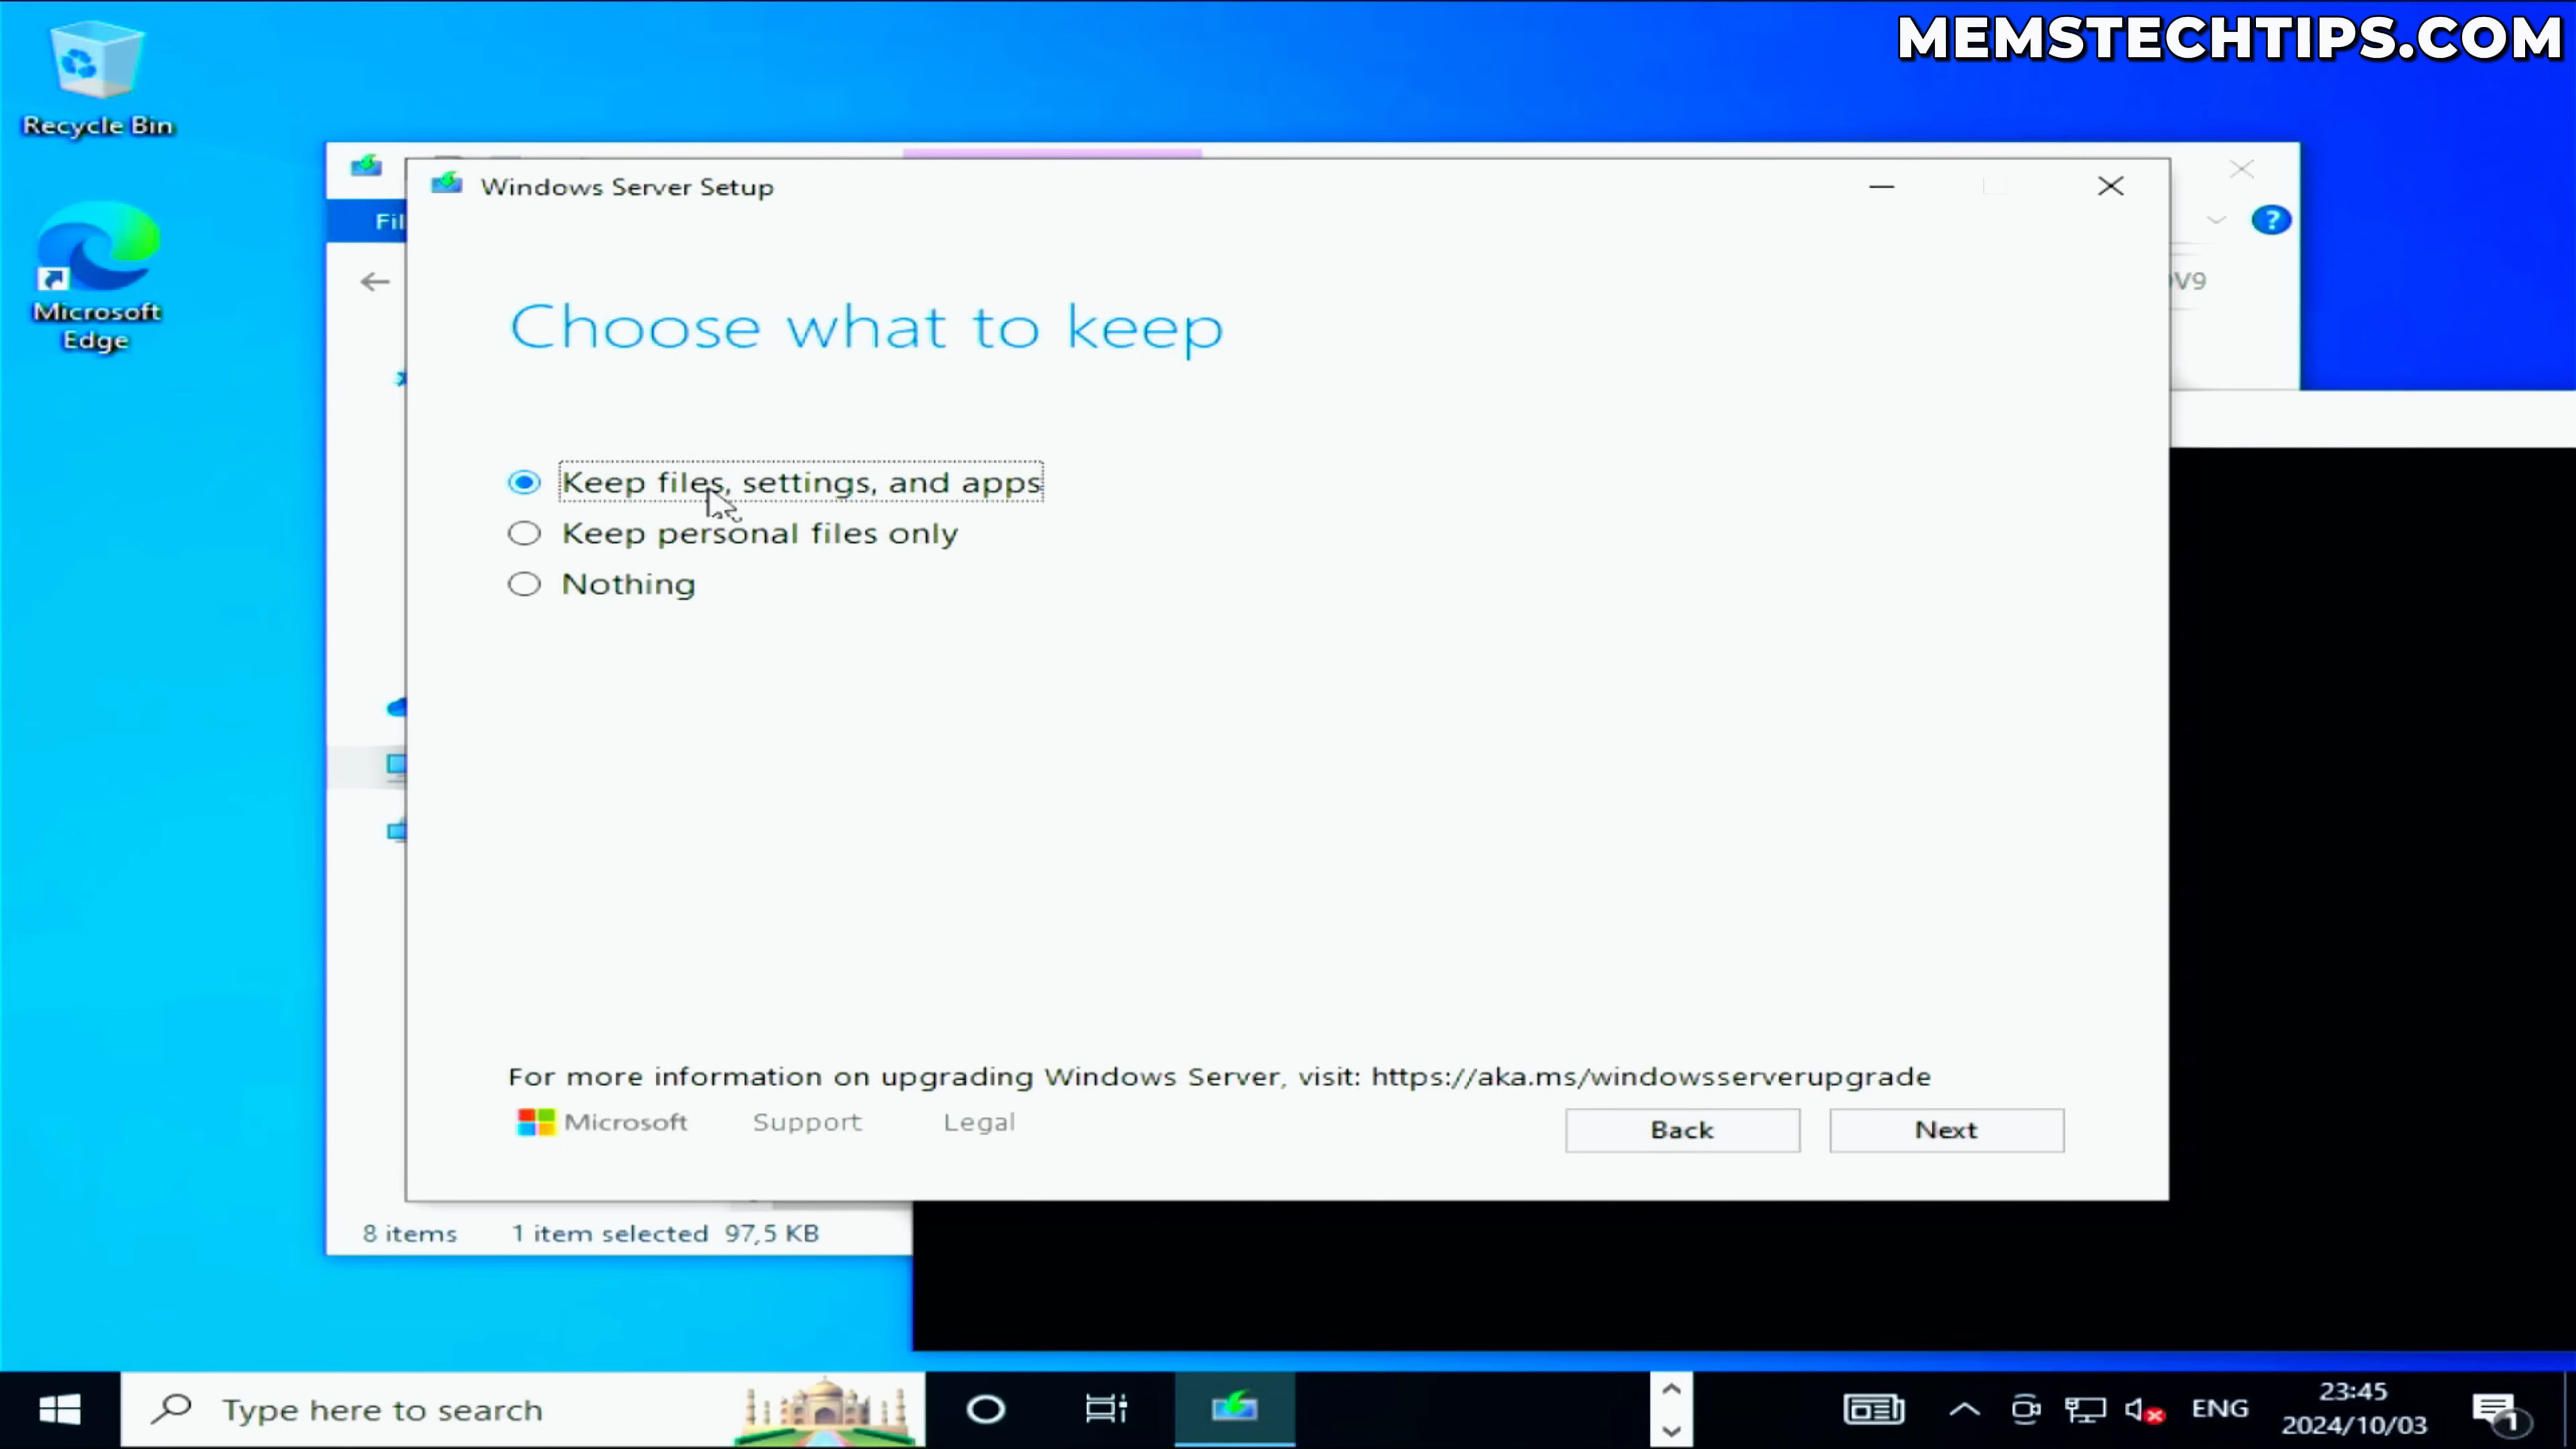 MEMSTECHTIPS.COM
Recycle Bin
Microsoft
Edge
Windows Server Setup
Fil
?
V9
Choose what to keep
Keep files, settings, and apps
Keep personal files only
Nothing
For more information on upgrading Windows Server, visit: https://aka.ms/windowsserverupgrade
Microsoft Support Legal
Back Next
8 items 1 item selected 97,5 KB
Type here to search
ENG
23:45
2024/10/03
1